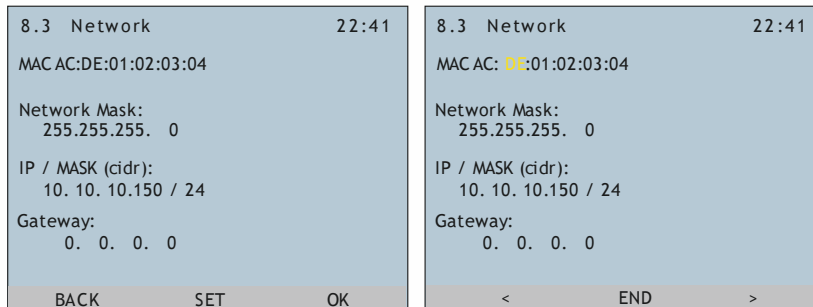 8.3 Network 22:41
MAC AC:DE:01:02:03:04
Network Mask:
255.255.255. 0
IP / MASK (cidr):
10. 10. 10.150 / 24
Gateway:
0. 0. 0. 0
BACK SET OK
8.3 Network 22:41
MAC AC: DE:01:02:03:04
Network Mask:
255.255.255. 0
IP / MASK (cidr):
10. 10. 10.150 / 24
Gateway:
0. 0. 0. 0
< END >